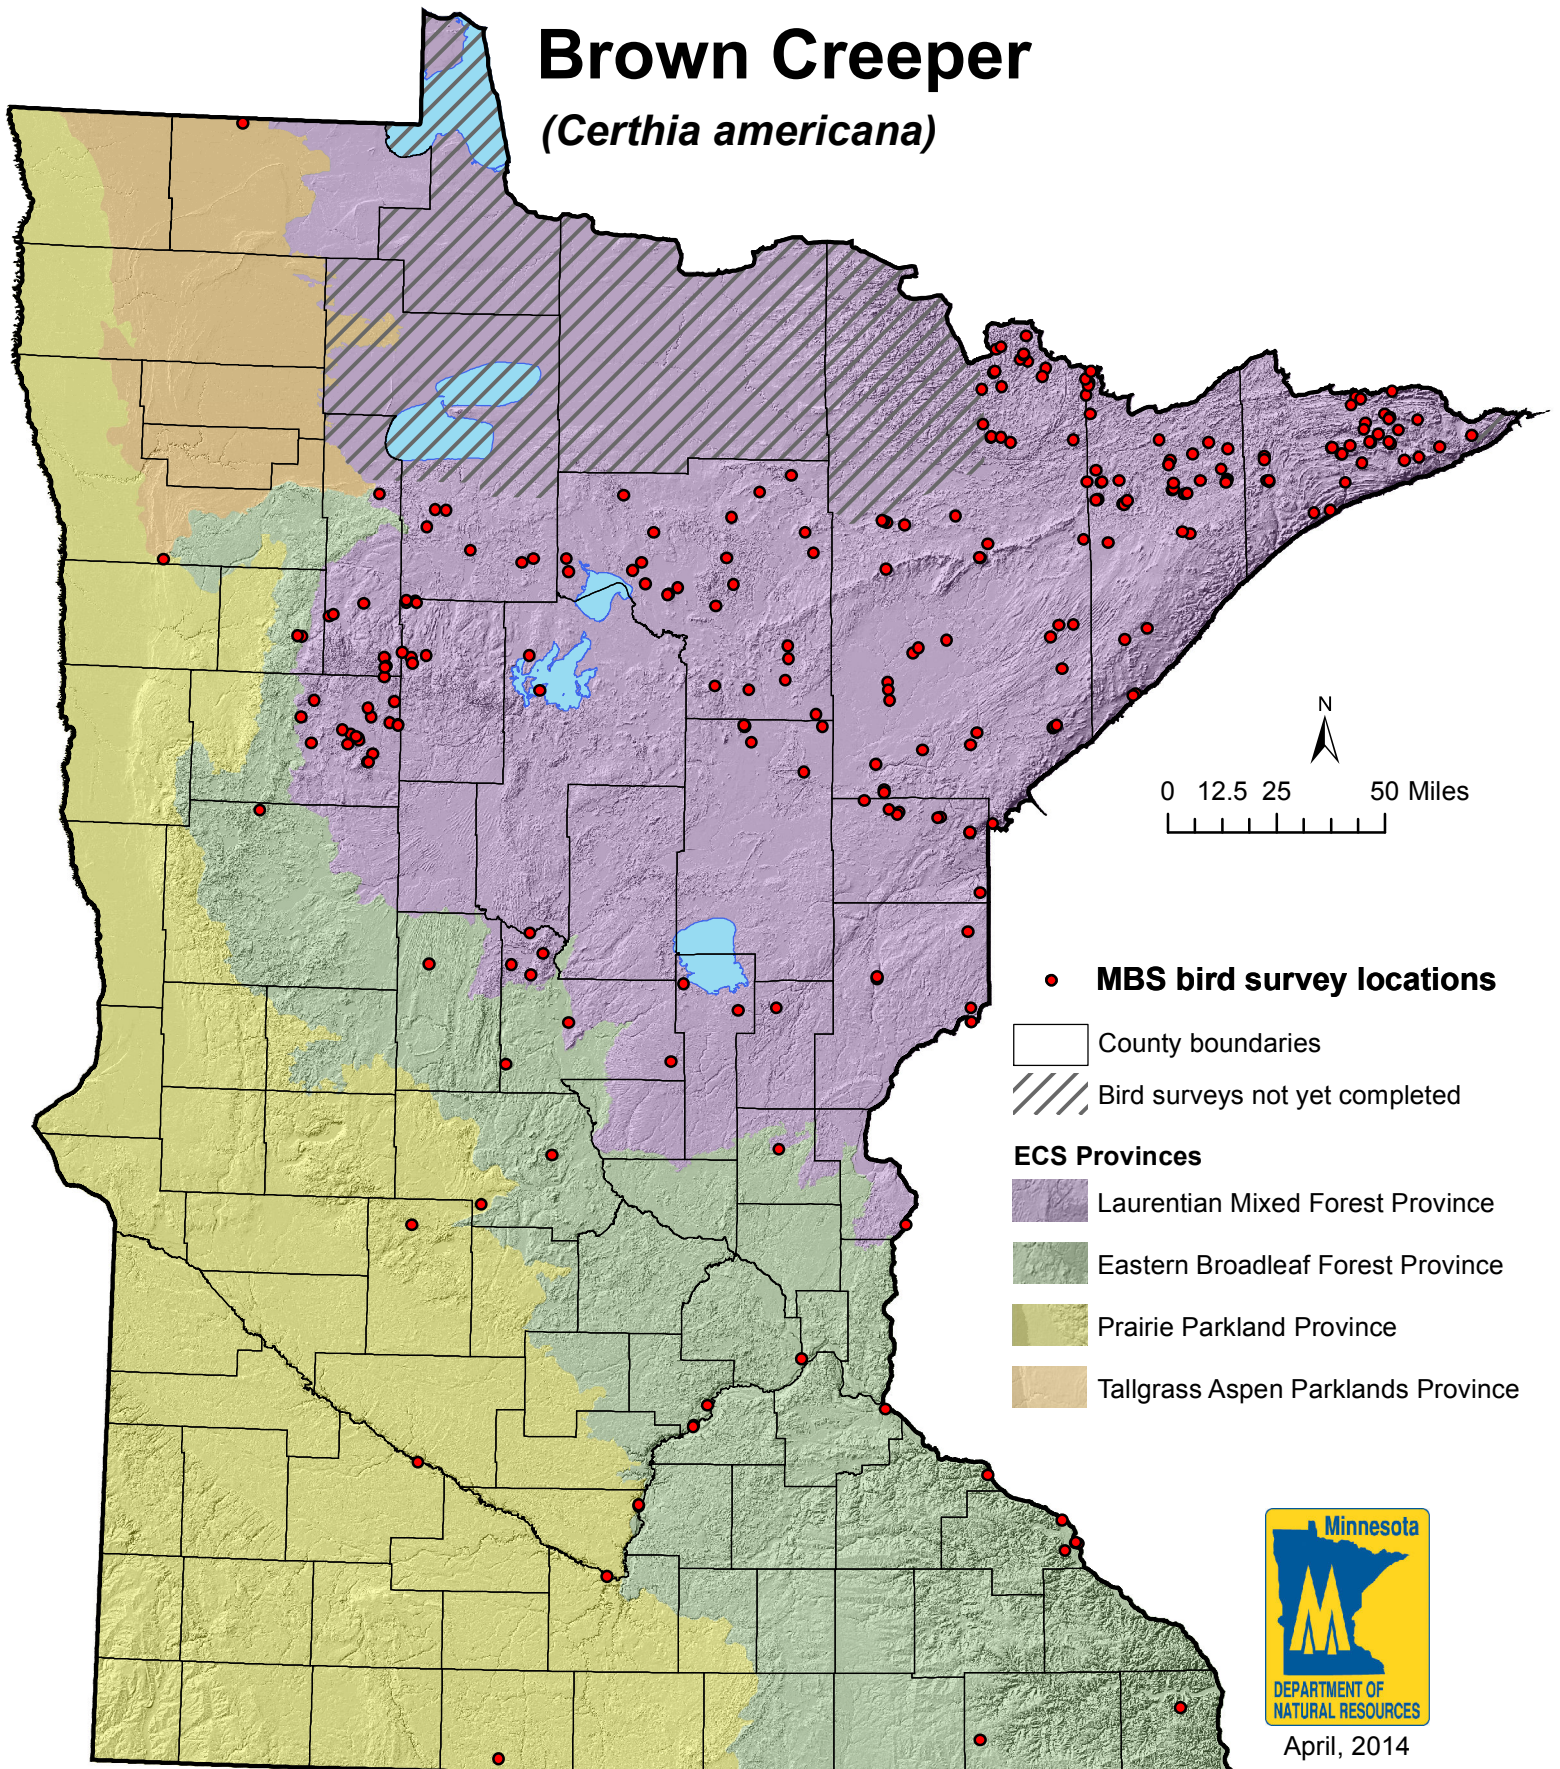 Brown Creeper
(Certhia americana)
N
0 12.5 25 50 Miles
MBS bird survey locations
County boundaries
Bird surveys not yet completed
ECS Provinces
Laurentian Mixed Forest Province
Eastern Broadleaf Forest Province
Prairie Parkland Province
Tallgrass Aspen Parklands Province
Minnesota
DEPARTMENT OF
NATURAL RESOURCES
April, 2014